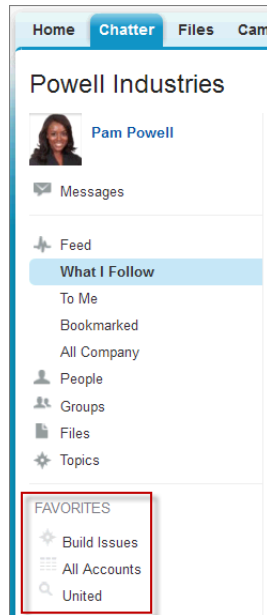 Home Chatter Files Cam
Powell Industries
Pam Powell
Messages
Feed
What I Follow
To Me
Bookmarked
All Company
People
Groups
Files
Topics
FAVORITES
Build Issues
All Accounts
United